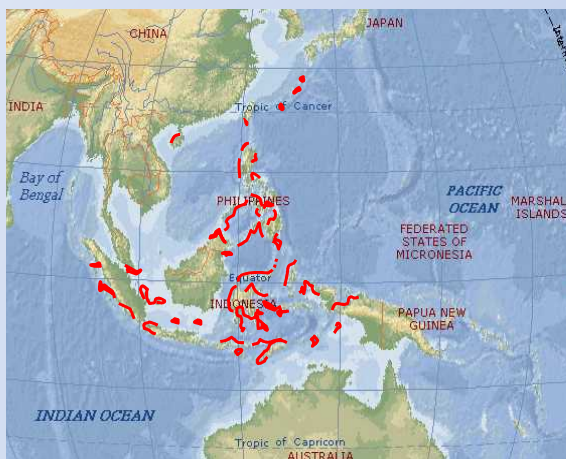 JAPAN
CHINA
INDIA
Tropic of Cancer
Bay of
Bengal
PACIFIC
OCEAN
PHILIPPINES
MARSHAL
ISLANDS
FEDERATED
STATES OF
MICRONESIA
Equator
INDONESIA
PAPUA NEW
GUINEA
INDIAN OCEAN
Tropic of Capricorn
AUSTRALIA